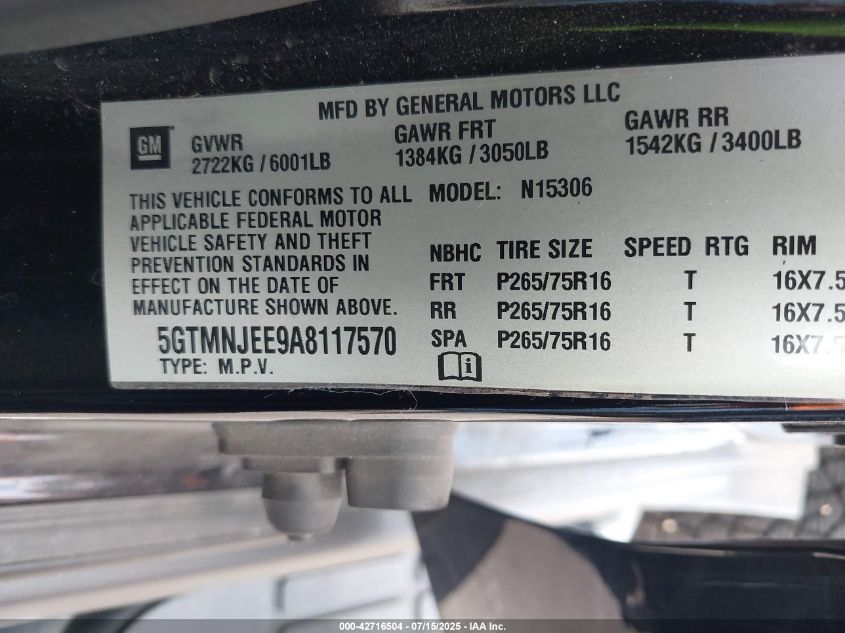 MFD BY GENERAL MOTORS LLC
GM
GVWR
2722KG / 6001LB
GAWR FRT
1384KG / 3050LB
GAWR RR
1542KG / 3400LB
THIS VEHICLE CONFORMS TO ALL
APPLICABLE FEDERAL MOTOR
VEHICLE SAFETY AND THEFT
PREVENTION STANDARDS IN
EFFECT ON THE DATE OF
MANUFACTURE SHOWN ABOVE.
5GTMNJEE9A8117570
TYPE: M.P.V.
MODEL: N15306
NBHC TIRE SIZE SPEED RTG RIM
FRT P265/75R16 T 16X7.5
RR P265/75R16 T 16X7.5
SPA P265/75R16 T 16X7.5
i
000-42716504 - 07/15/2025 - IAA Inc.